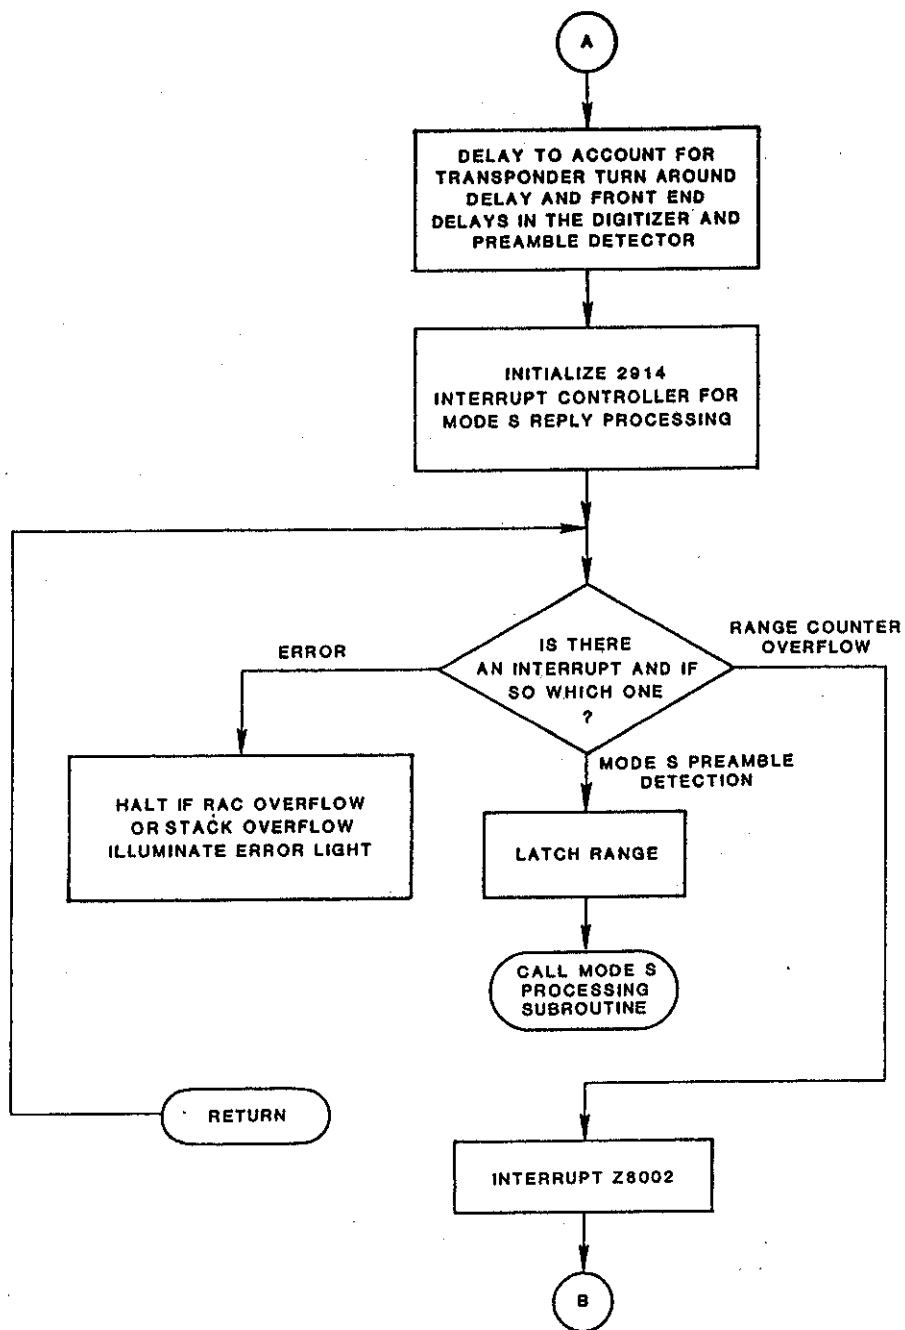 A
DELAY TO ACCOUNT FOR
TRANSPONDER TURN AROUND
DELAY AND FRONT END
DELAYS IN THE DIGITIZER AND
PREAMBLE DETECTOR
INITIALIZE 2914
INTERRUPT CONTROLLER FOR
MODE S REPLY PROCESSING
IS THERE
AN INTERRUPT AND IF
SO WHICH ONE
?
ERROR
RANGE COUNTER
OVERFLOW
MODE S PREAMBLE
DETECTION
HALT IF RAC OVERFLOW
OR STACK OVERFLOW
ILLUMINATE ERROR LIGHT
LATCH RANGE
CALL MODE S
PROCESSING
SUBROUTINE
RETURN
INTERRUPT Z8002
B